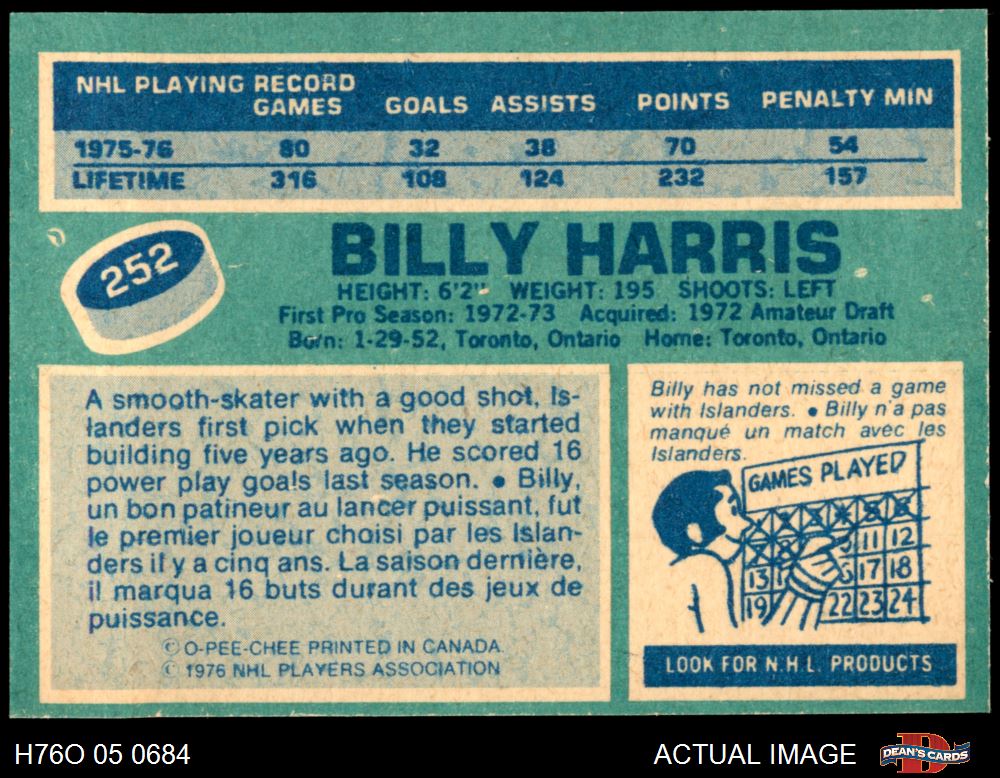 NHL PLAYING RECORD
GAMES GOALS ASSISTS POINTS PENALTY MIN
1975-76 80 32 38 70 54
LIFETIME 316 108 124 232 157
252
BILLY HARRIS
HEIGHT: 6'2" WEIGHT: 195 SHOOTS: LEFT
First Pro Season: 1972-73 Acquired: 1972 Amateur Draft
Born: 1-29-52, Toronto, Ontario Home: Toronto, Ontario
A smooth-skater with a good shot, Is-
landers first pick when they started
building five years ago. He scored 16
power play goals last season. • Billy,
un bon patineur au lancer puissant, fut
le premier joueur choisi par les Islan-
ders il y a cinq ans. La saison dernière,
il marqua 16 buts durant des jeux de
puissance.
© O-PEE-CHEE PRINTED IN CANADA
© 1976 NHL PLAYERS ASSOCIATION
Billy has not missed a game
with Islanders. • Billy n'a pas
manqué un match avec les
Islanders.
GAMES PLAYED
11 12
13 17 18
19 22 23 24
LOOK FOR N.H.L. PRODUCTS
H76O 05 0684 ACTUAL IMAGE
DEAN'S CARDS